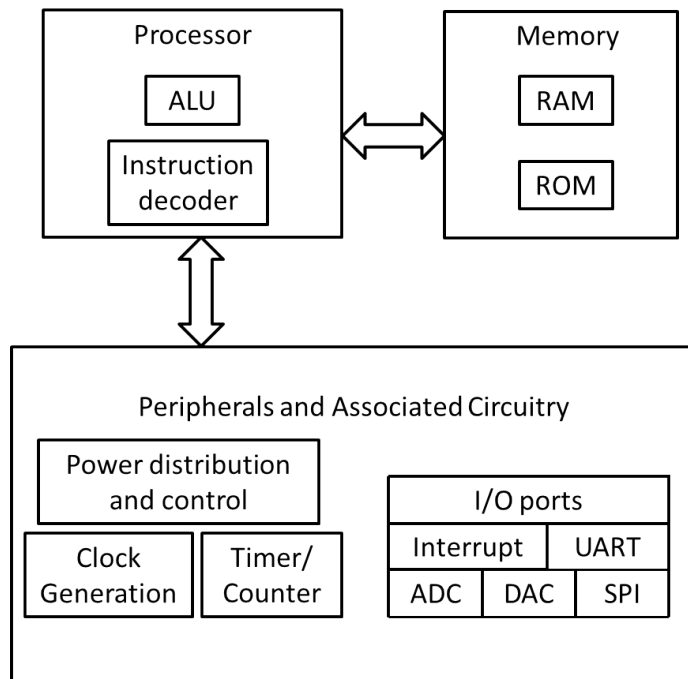 Processor
ALU
Instruction
decoder
Memory
RAM
ROM
Peripherals and Associated Circuitry
Power distribution
and control
Clock
Generation
Timer/
Counter
I/O ports
Interrupt
UART
ADC
DAC
SPI